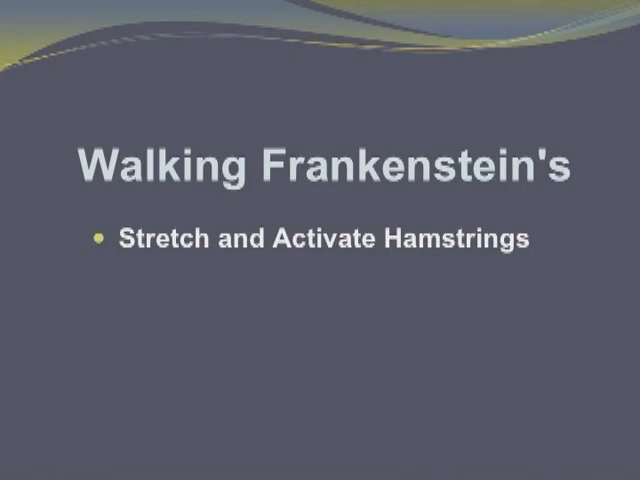 Walking Frankenstein's
• Stretch and Activate Hamstrings